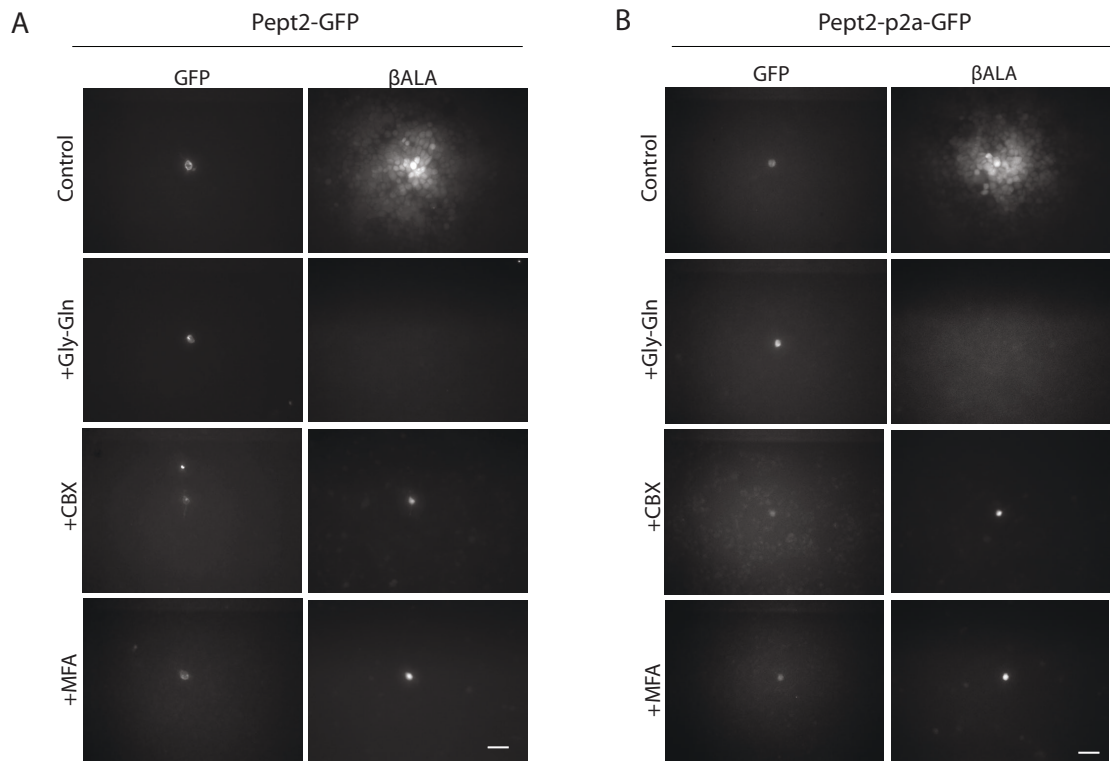 A
Pept2-GFP
GFP
βALA
Control
+Gly-Gln
+CBX
+MFA
B
Pept2-p2a-GFP
GFP
βALA
Control
+Gly-Gln
+CBX
+MFA